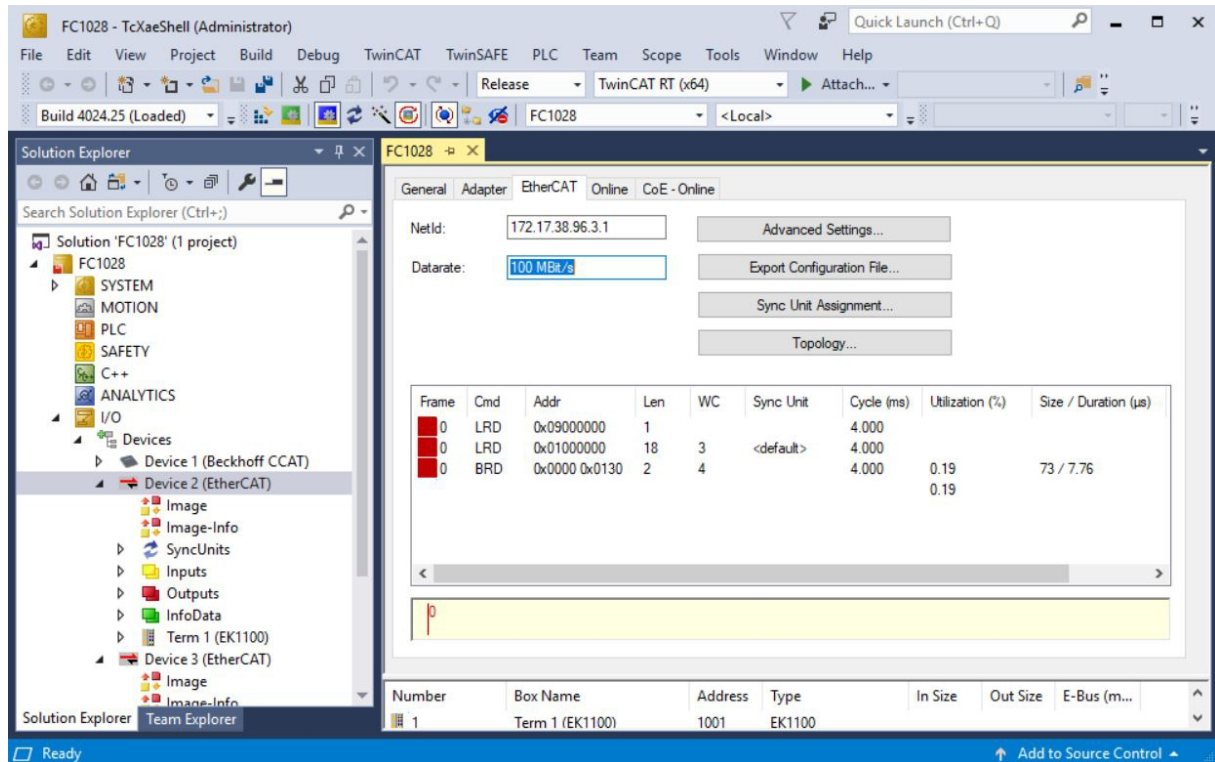 FC1028 - TcXaeShell (Administrator)
Quick Launch (Ctrl+Q)
File Edit View Project Build Debug TwinCAT TwinSAFE PLC Team Scope Tools Window Help
Release TwinCAT RT (x64) Attach...
Build 4024.25 (Loaded) FC1028 <Local>
Solution Explorer
Search Solution Explorer (Ctrl+;)
Solution 'FC1028' (1 project)
FC1028
SYSTEM
MOTION
PLC
SAFETY
C++
ANALYTICS
I/O
Devices
Device 1 (Beckhoff CCAT)
Device 2 (EtherCAT)
Image
Image-Info
SyncUnits
Inputs
Outputs
InfoData
Term 1 (EK1100)
Device 3 (EtherCAT)
Image
Image-Info
Solution Explorer Team Explorer
FC1028
General Adapter EtherCAT Online CoE - Online
NetId: 172.17.38.96.3.1 Advanced Settings...
Datarate: 100 MBit/s Export Configuration File...
Sync Unit Assignment...
Topology...
Frame Cmd Addr Len WC Sync Unit Cycle (ms) Utilization (%) Size / Duration (µs)
0 LRD 0x09000000 1 4.000
0 LRD 0x01000000 18 3 <default> 4.000
0 BRD 0x0000 0x0130 2 4 4.000 0.19 73 / 7.76
0.19
0
Number Box Name Address Type In Size Out Size E-Bus (m...
1 Term 1 (EK1100) 1001 EK1100
Ready Add to Source Control